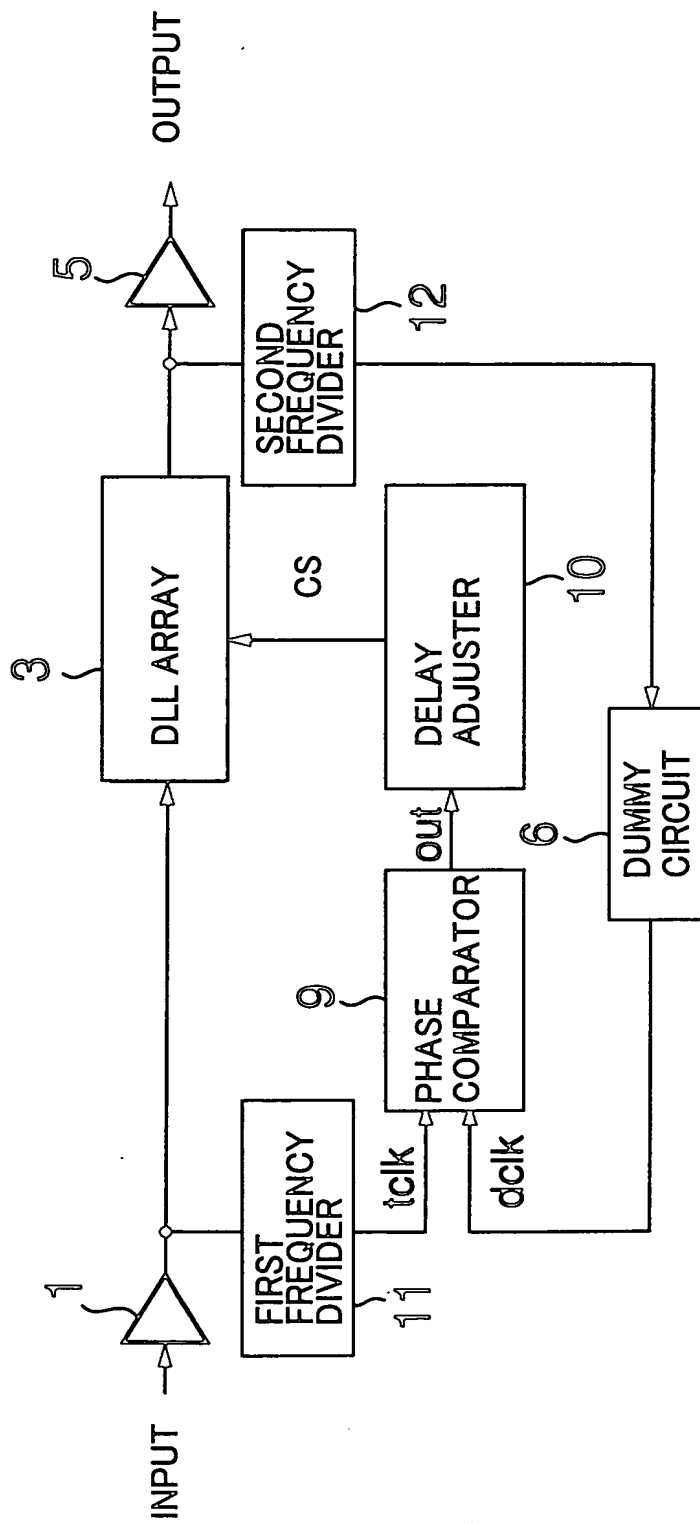 INPUT
1
3
DLL ARRAY
5
OUTPUT
FIRST
FREQUENCY
DIVIDER
11
tclk
dclk
9
PHASE
COMPARATOR
out
CS
DELAY
ADJUSTER
10
SECOND
FREQUENCY
DIVIDER
12
6
DUMMY
CIRCUIT